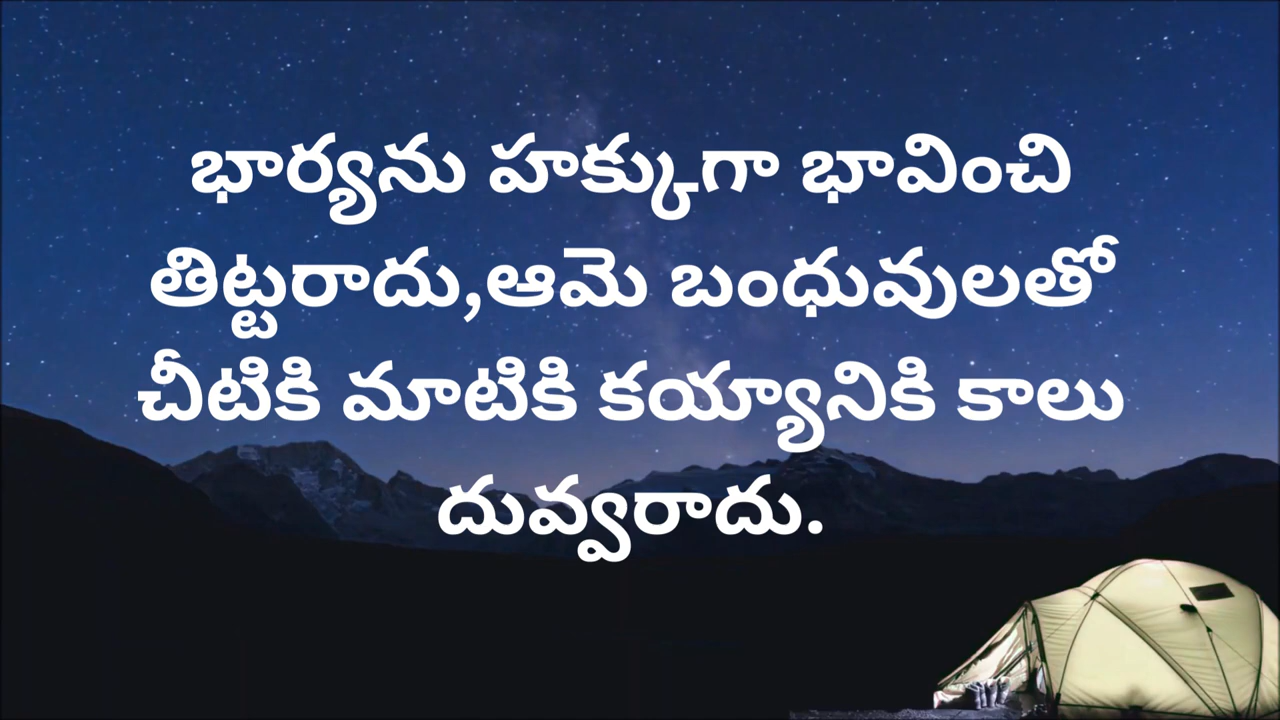 భార్యను హక్కుగా భావించి
తిట్టరాదు,ఆమె బంధువులతో
చీటికి మాటికి కయ్యానికి కాలు
దువ్వరాదు.